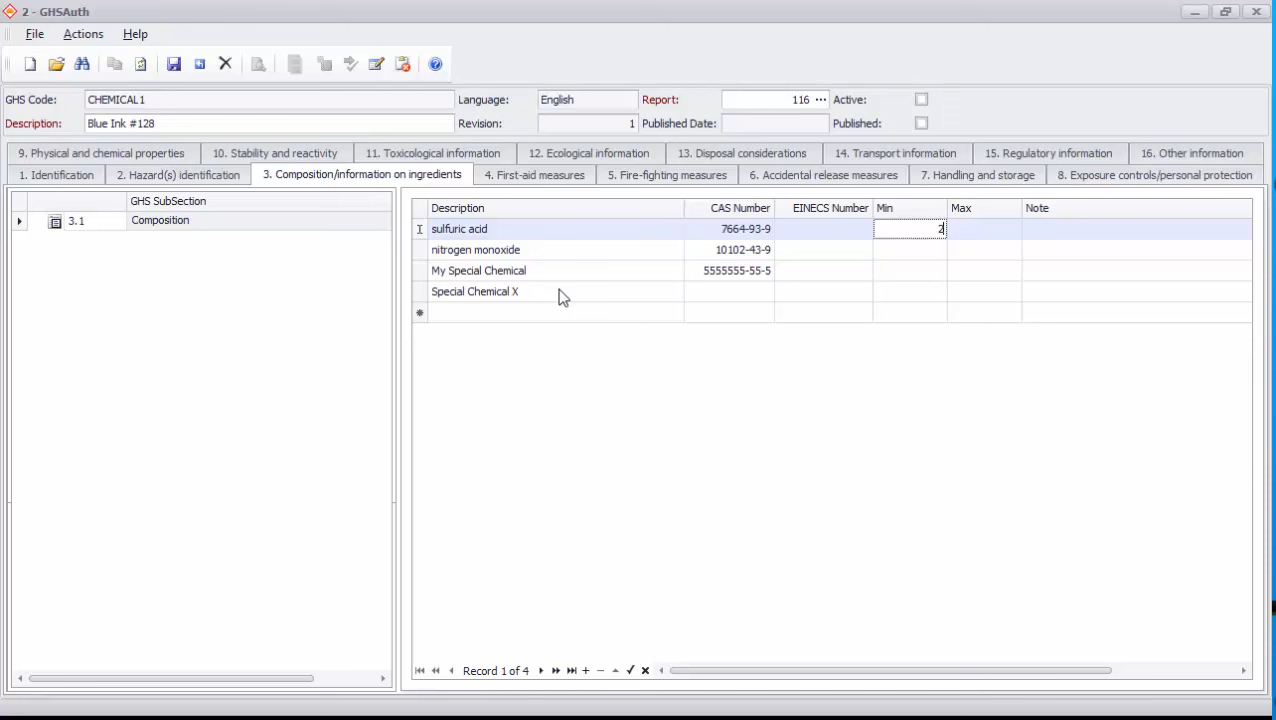 2 - GHSAuth
File Actions Help
GHS Code: CHEMICAL1 Language: English Report: 116 ... Active:
Description: Blue Ink #128 Revision: 1 Published Date: Published:
9. Physical and chemical properties 10. Stability and reactivity 11. Toxicological information 12. Ecological information 13. Disposal considerations 14. Transport information 15. Regulatory information 16. Other information
1. Identification 2. Hazard(s) identification 3. Composition/information on ingredients 4. First-aid measures 5. Fire-fighting measures 6. Accidental release measures 7. Handling and storage 8. Exposure controls/personal protection
GHS SubSection
3.1 Composition
Description CAS Number EINECS Number Min Max Note
sulfuric acid 7664-93-9 2
nitrogen monoxide 10102-43-9
My Special Chemical 5555555-55-5
Special Chemical X
Record 1 of 4